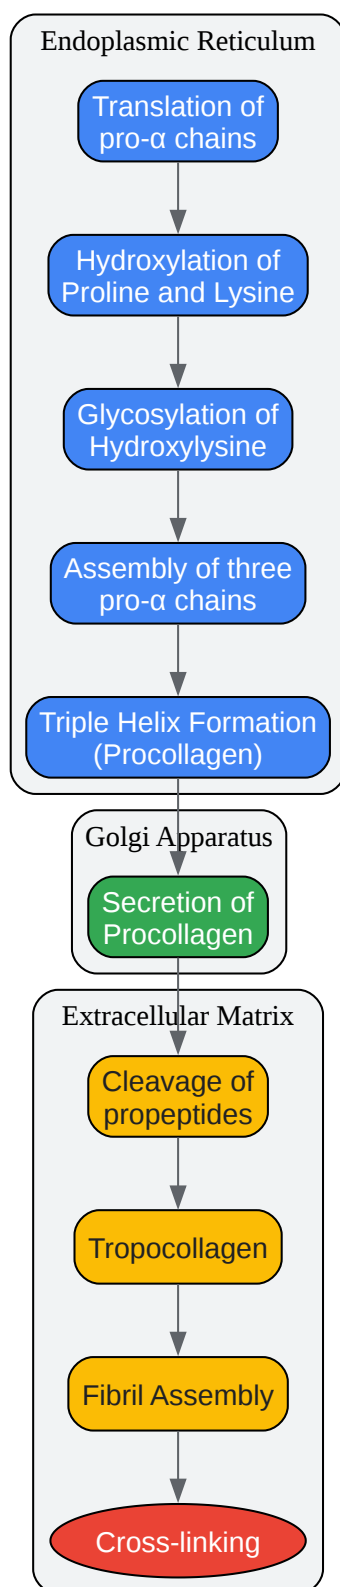 Endoplasmic Reticulum
Translation of
pro-α chains
Hydroxylation of
Proline and Lysine
Glycosylation of
Hydroxylysine
Assembly of three
pro-α chains
Triple Helix Formation
(Procollagen)
Golgi Apparatus
Secretion of
Procollagen
Extracellular Matrix
Cleavage of
propeptides
Tropocollagen
Fibril Assembly
Cross-linking